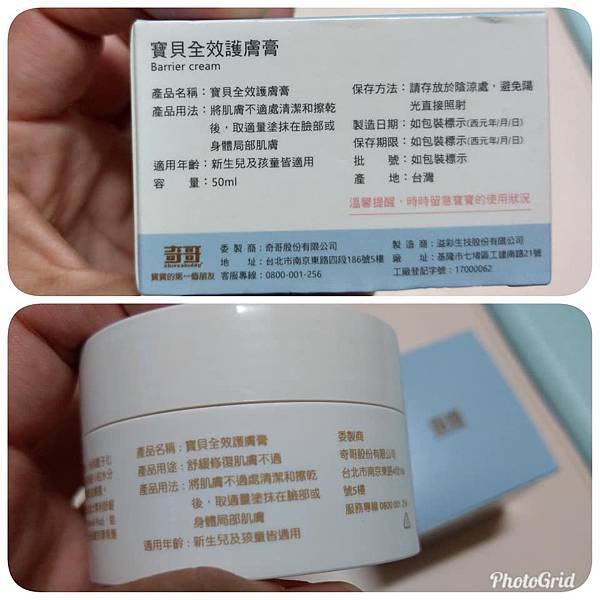 寶貝全效護膚膏
Barrier cream
產品名稱：寶貝全效護膚膏
產品用法：將肌膚不適處清潔和擦乾
後，取適量塗抹在臉部或
身體局部肌膚
適用年齡：新生兒及孩童皆適用
容 量：50ml
保存方法：請存放於陰涼處，避免陽
光直接照射
製造日期：如包裝標示(西元年/月/日)
保存期限：如包裝標示(西元年/月/日)
批 號：如包裝標示
產 地：台灣
溫馨提醒，時時留意寶寶的使用狀況
奇哥
寶寶的第一個朋友
委 製 商：奇哥股份有限公司
地 址：台北市南京東路四段186號5樓
客服專線：0800-001-256
製 造 商：溢彩生技股份有限公司
廠 址：基隆市七堵區工建南路21號
工廠登記字號：17000062
產品名稱：寶貝全效護膚膏
產品用途：舒緩修復肌膚不適
產品用法：將肌膚不適處清潔和擦乾
後，取適量塗抹在臉部或
身體局部肌膚
適用年齡：新生兒及孩童皆適用
委製商
奇哥股份有限公司
台北市南京東路四段
號5樓
服務專線 0800 001 256
PhotoGrid